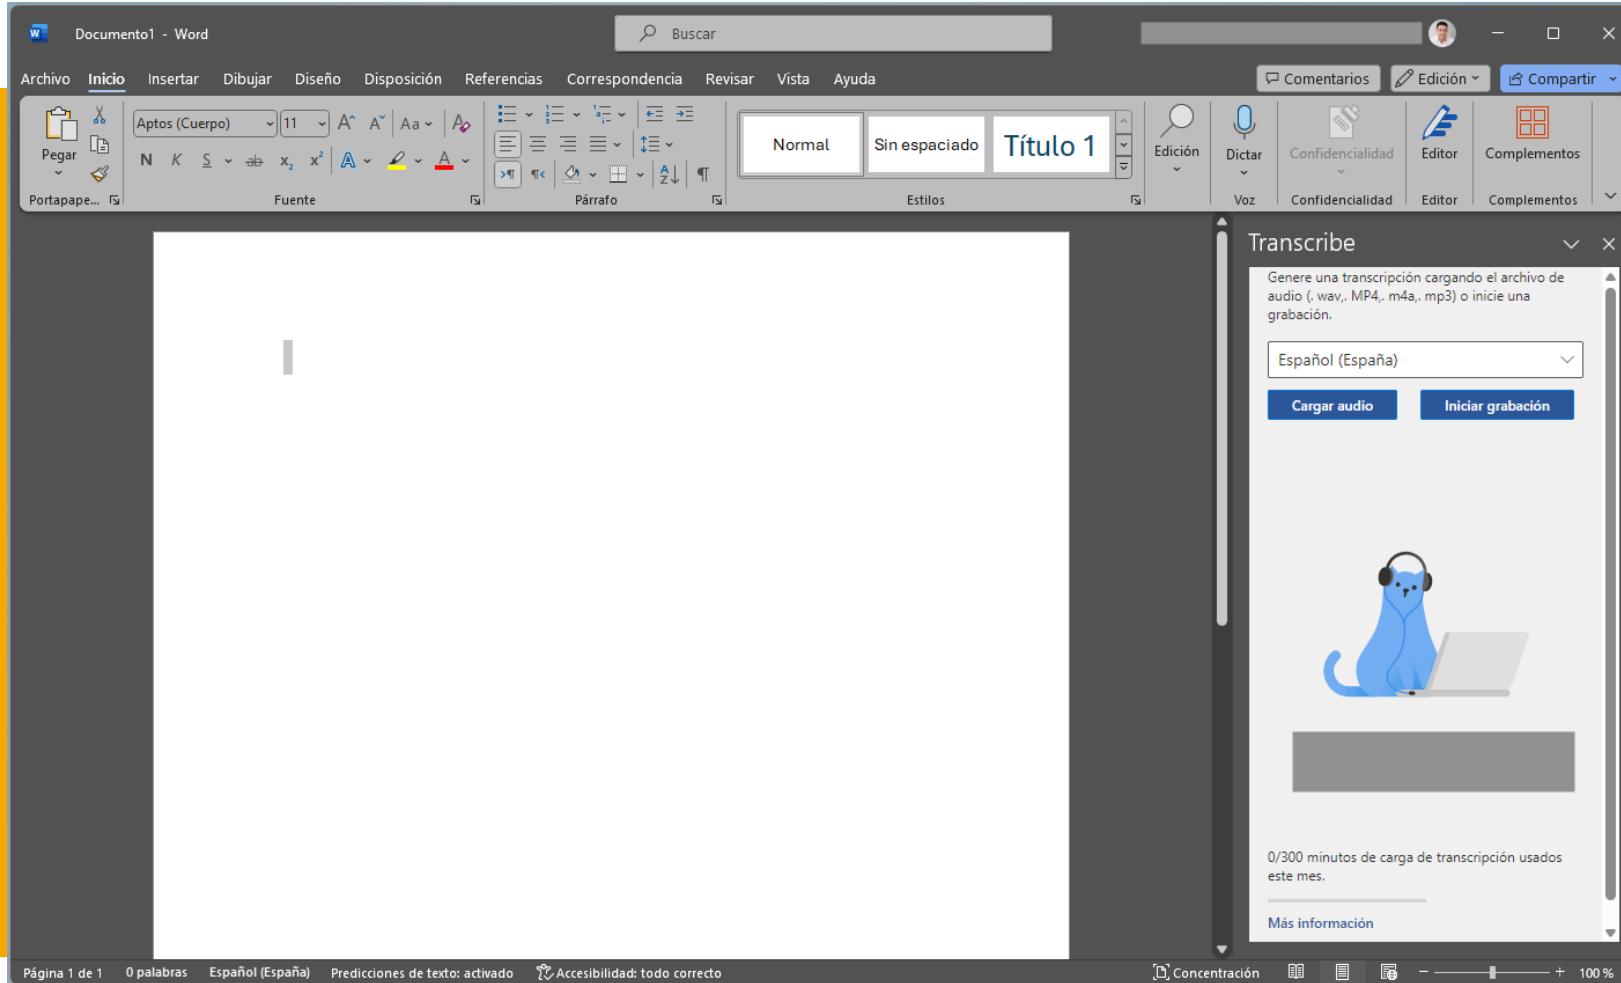 Documento1 - Word
Buscar
Archivo Inicio Insertar Dibujar Diseño Disposición Referencias Correspondencia Revisar Vista Ayuda
Comentarios Edición Compartir
Pegar
Portapape...
Aptos (Cuerpo) 11 A A Aa A
N K S ab x₂ x² A A
Fuente
Párrafo
Normal Sin espaciado Título 1
Estilos
Edición
Dictar
Voz
Confidencialidad
Confidencialidad
Editor
Editor
Complementos
Complementos
Transcribe
Genere una transcripción cargando el archivo de
audio (. wav,. MP4,. m4a,. mp3) o inicie una
grabación.
Español (España)
Cargar audio Iniciar grabación
0/300 minutos de carga de transcripción usados
este mes.
Más información
Página 1 de 1 0 palabras Español (España) Predicciones de texto: activado Accesibilidad: todo correcto Concentración 100 %